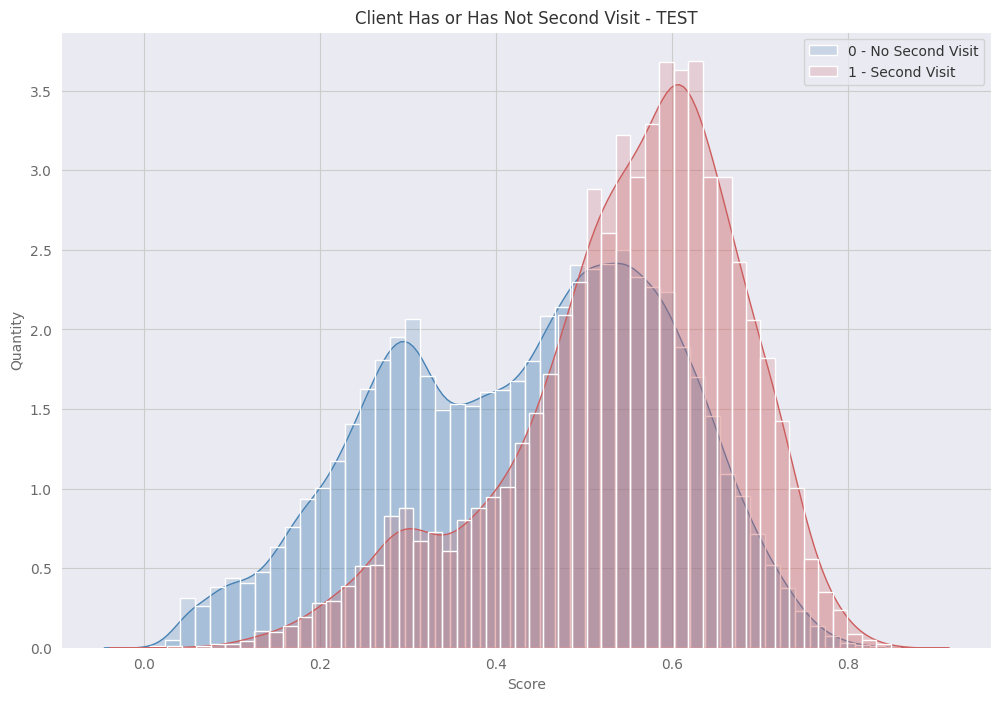 Client Has or Has Not Second Visit - TEST
0 - No Second Visit
1 - Second Visit
Quantity
3.5
3.0
2.5
2.0
1.5
1.0
0.5
0.0
0.0 0.2 0.4 0.6 0.8
Score